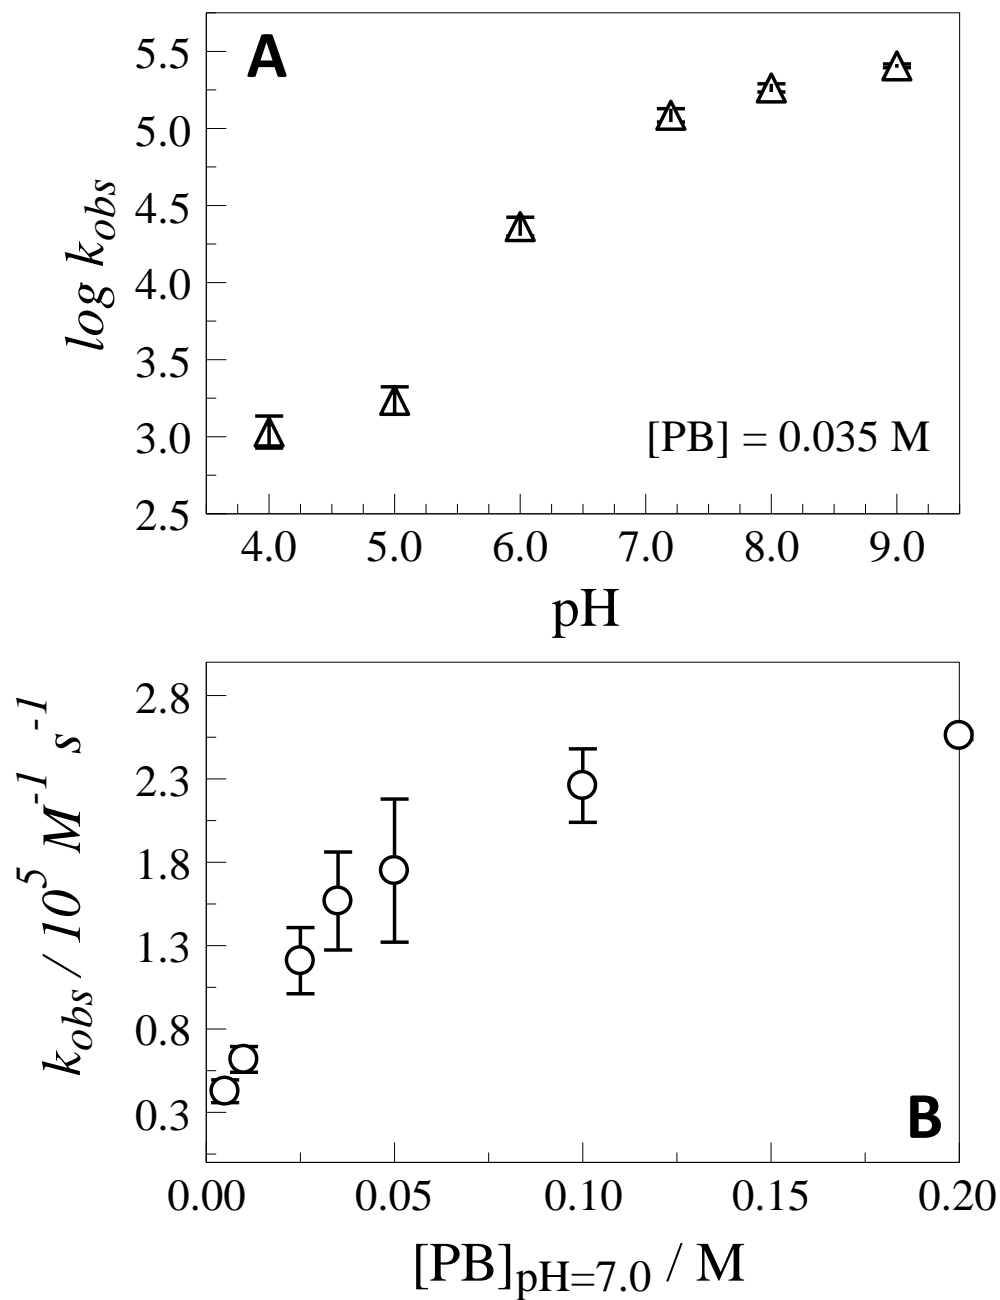 A
5.5
5.0
4.5
4.0
3.5
3.0
2.5
log k_obs
[PB] = 0.035 M
4.0 5.0 6.0 7.0 8.0 9.0
pH
2.8
2.3
1.8
1.3
0.8
0.3
k_obs / 10^5 M^-1 s^-1
B
0.00 0.05 0.10 0.15 0.20
[PB]pH=7.0 / M